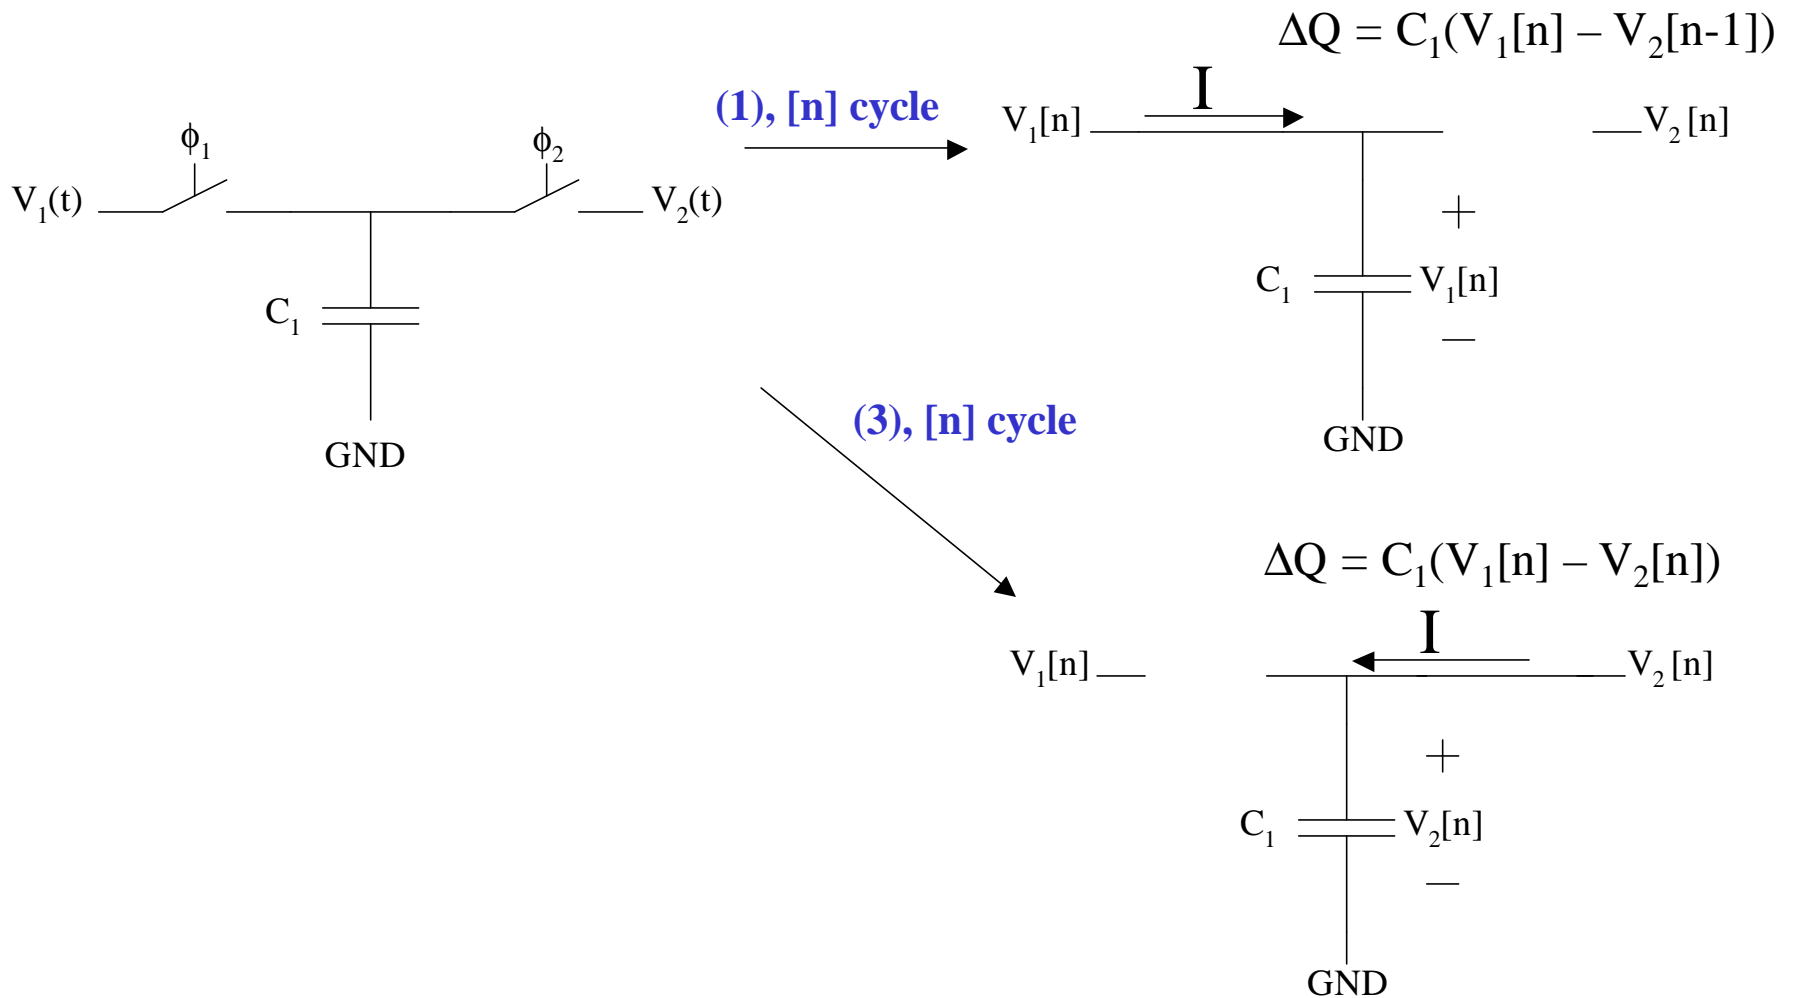 ΔQ = C₁(V₁[n] – V₂[n-1])
(1), [n] cycle
I
V₁[n]
V₂ [n]
ϕ₁
ϕ₂
V₁(t)
V₂(t)
+
C₁
V₁[n]
—
C₁
GND
GND
(3), [n] cycle
ΔQ = C₁(V₁[n] – V₂[n])
I
V₁[n]
V₂ [n]
+
C₁
V₂[n]
—
GND